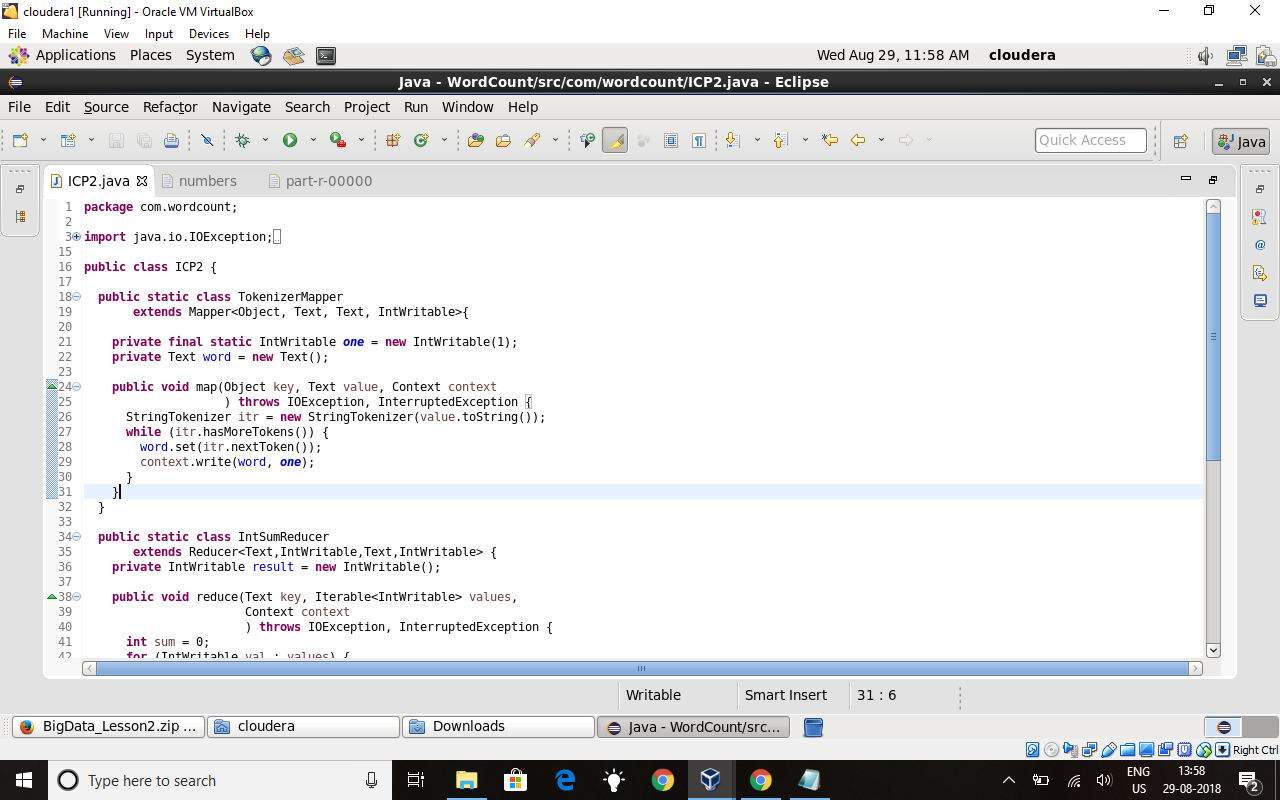 cloudera1 [Running] - Oracle VM VirtualBox
File Machine View Input Devices Help
Applications Places System Wed Aug 29, 11:58 AM cloudera
Java - WordCount/src/com/wordcount/ICP2.java - Eclipse
File Edit Source Refactor Navigate Search Project Run Window Help
Quick Access Java
ICP2.java numbers part-r-00000
1 package com.wordcount;
2
3 import java.io.IOException;
15
16 public class ICP2 {
17
18 public static class TokenizerMapper
19 extends Mapper<Object, Text, Text, IntWritable>{
20
21 private final static IntWritable one = new IntWritable(1);
22 private Text word = new Text();
23
24 public void map(Object key, Text value, Context context
25 ) throws IOException, InterruptedException {
26 StringTokenizer itr = new StringTokenizer(value.toString());
27 while (itr.hasMoreTokens()) {
28 word.set(itr.nextToken());
29 context.write(word, one);
30 }
31 }
32 }
33
34 public static class IntSumReducer
35 extends Reducer<Text,IntWritable,Text,IntWritable> {
36 private IntWritable result = new IntWritable();
37
38 public void reduce(Text key, Iterable<IntWritable> values,
39 Context context
40 ) throws IOException, InterruptedException {
41 int sum = 0;
42 for (IntWritable val : values) {
Writable Smart Insert 31 : 6
BigData_Lesson2.zip ... cloudera Downloads Java - WordCount/src...
Right Ctrl
Type here to search
ENG
US
13:58
29-08-2018
2